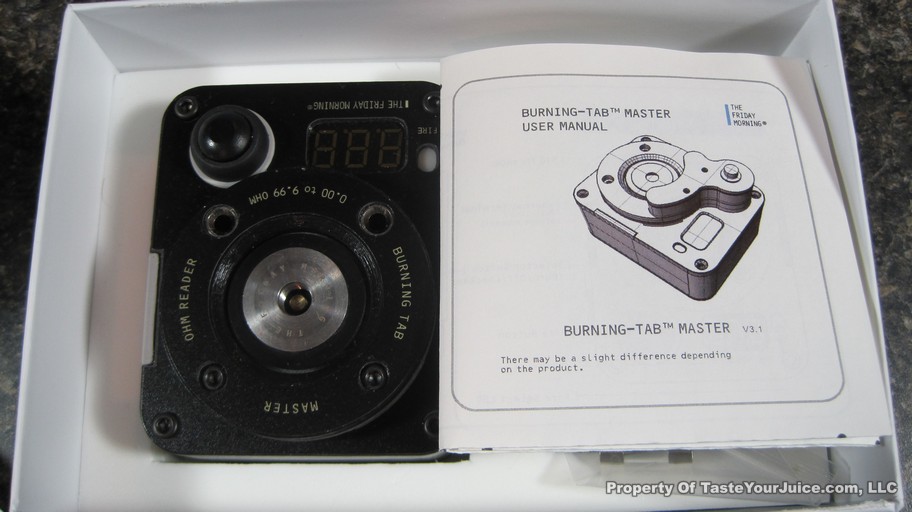 THE FRIDAY MORNING®
FIRE
0.00 to 9.99 OHM
OHM READER
BURNING TAB
MASTER
BURNING-TAB™ MASTER
USER MANUAL
THE
FRIDAY
MORNING®
BURNING-TAB™ MASTER V3.1
There may be a slight difference depending
on the product.
Property Of TasteYourJuice.com, LLC